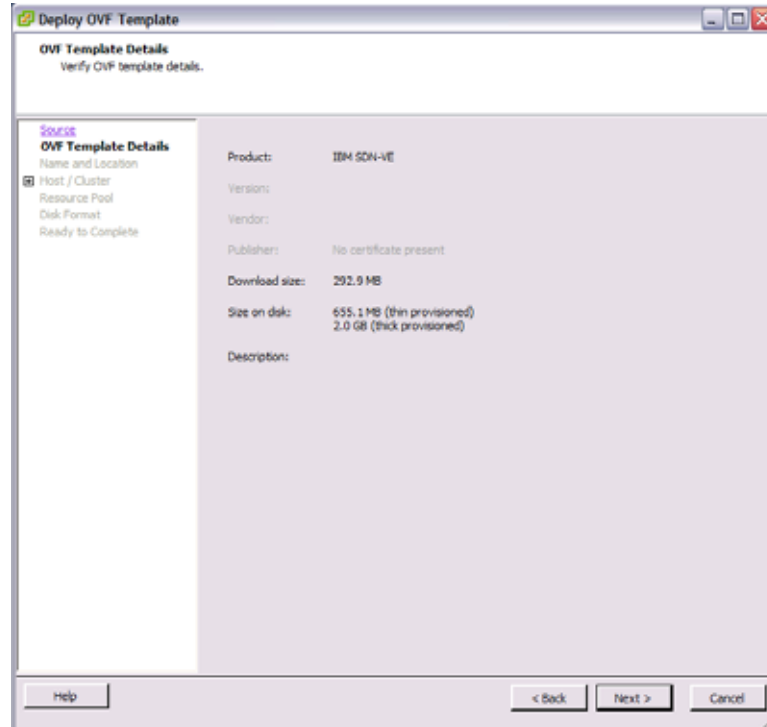 Deploy OVF Template
OVF Template Details
Verify OVF template details.
Source
OVF Template Details
Name and Location
Host / Cluster
Resource Pool
Disk Format
Ready to Complete
Product: IBM SDN-VE
Version:
Vendor:
Publisher: No certificate present
Download size: 292.9 MB
Size on disk: 655.1 MB (thin provisioned)
2.0 GB (thick provisioned)
Description:
Help < Back Next > Cancel